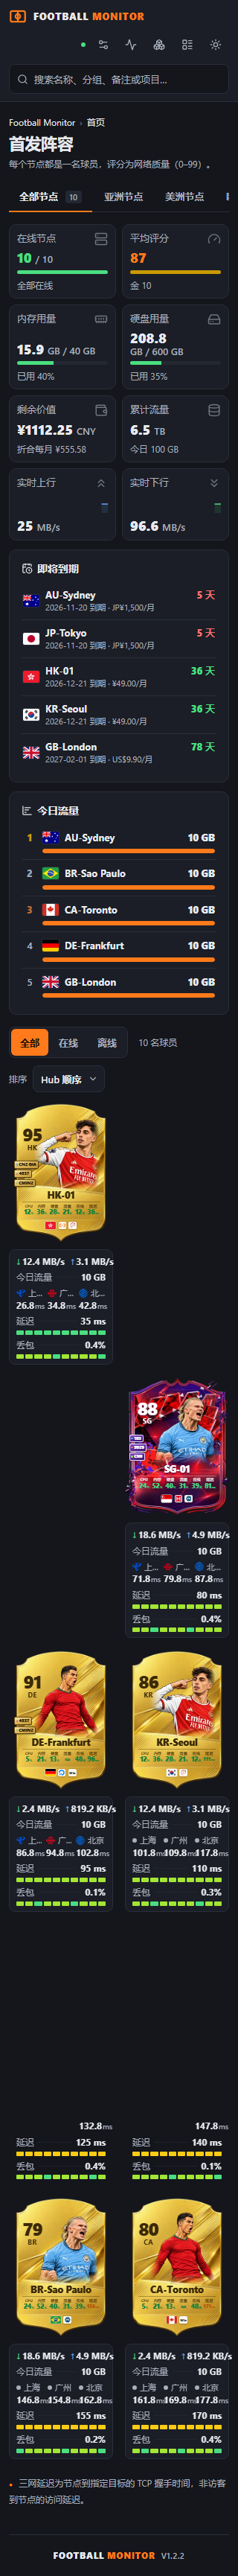 FOOTBALL MONITOR
搜索名称、分组、备注或项目...
Football Monitor › 首页
首发阵容
每个节点都是一名球员，评分为网络质量（0–99）。
全部节点 10 亚洲节点 美洲节点
在线节点
10 / 10
全部在线
平均评分
87
金 10
内存用量
15.9 GB / 40 GB
已用 40%
硬盘用量
208.8
GB / 600 GB
已用 35%
剩余价值
¥1112.25 CNY
折合每月 ¥555.58
累计流量
6.5 TB
今日 100 GB
实时上行
25 MB/s
实时下行
96.6 MB/s
即将到期
AU-Sydney 5 天
2026-11-20 到期 · JP¥1,500/月
JP-Tokyo 5 天
2026-11-20 到期 · JP¥1,500/月
HK-01 36 天
2026-12-21 到期 · ¥49.00/月
KR-Seoul 36 天
2026-12-21 到期 · ¥49.00/月
GB-London 78 天
2027-02-01 到期 · US$9.90/月
今日流量
1 AU-Sydney 10 GB
2 BR-Sao Paulo 10 GB
3 CA-Toronto 10 GB
4 DE-Frankfurt 10 GB
5 GB-London 10 GB
全部 在线 离线 10 名球员
排序 Hub 顺序
95
HK
HK-01
↓12.4 MB/s ↑3.1 MB/s
今日流量 10 GB
上... 广... 北...
26.8ms 34.8ms 42.8ms
延迟 35 ms
丢包 0.4%
88
SG
SG-01
↓18.6 MB/s ↑4.9 MB/s
今日流量 10 GB
上... 广... 北...
71.8ms 79.8ms 87.8ms
延迟 80 ms
丢包 0.4%
91
DE
DE-Frankfurt
↓2.4 MB/s ↑819.2 KB/s
今日流量 10 GB
上... 广... 北京
86.8ms 94.8ms 102.8ms
延迟 95 ms
丢包 0.1%
86
KR
KR-Seoul
↓12.4 MB/s ↑3.1 MB/s
今日流量 10 GB
上海 广州 北京
101.8ms 109.8ms 117.8ms
延迟 110 ms
丢包 0.3%
132.8ms
延迟 125 ms
丢包 0.4%
147.8ms
延迟 140 ms
丢包 0.1%
79
BR
BR-Sao Paulo
↓18.6 MB/s ↑4.9 MB/s
今日流量 10 GB
上海 广州 北京
146.8ms 154.8ms 162.8ms
延迟 155 ms
丢包 0.2%
80
CA
CA-Toronto
↓2.4 MB/s ↑819.2 KB/s
今日流量 10 GB
上海 广州 北京
161.8ms 169.8ms 177.8ms
延迟 170 ms
丢包 0.4%
三网延迟为节点到指定目标的 TCP 握手时间，非访客
到节点的访问延迟。
FOOTBALL MONITOR V1.2.2